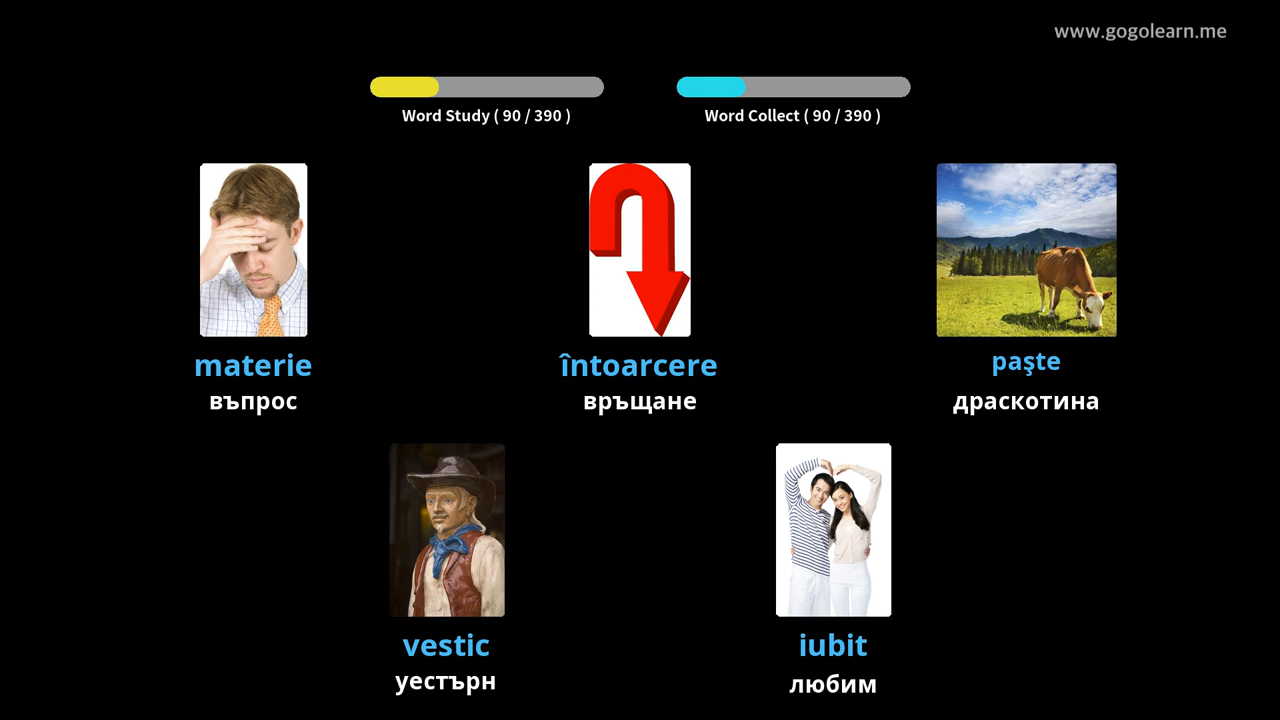 www.gogolearn.me
Word Study ( 90 / 390 )
Word Collect ( 90 / 390 )
materie
въпрос
întoarcere
връщане
paşte
драскотина
vestic
уестърн
iubit
любим